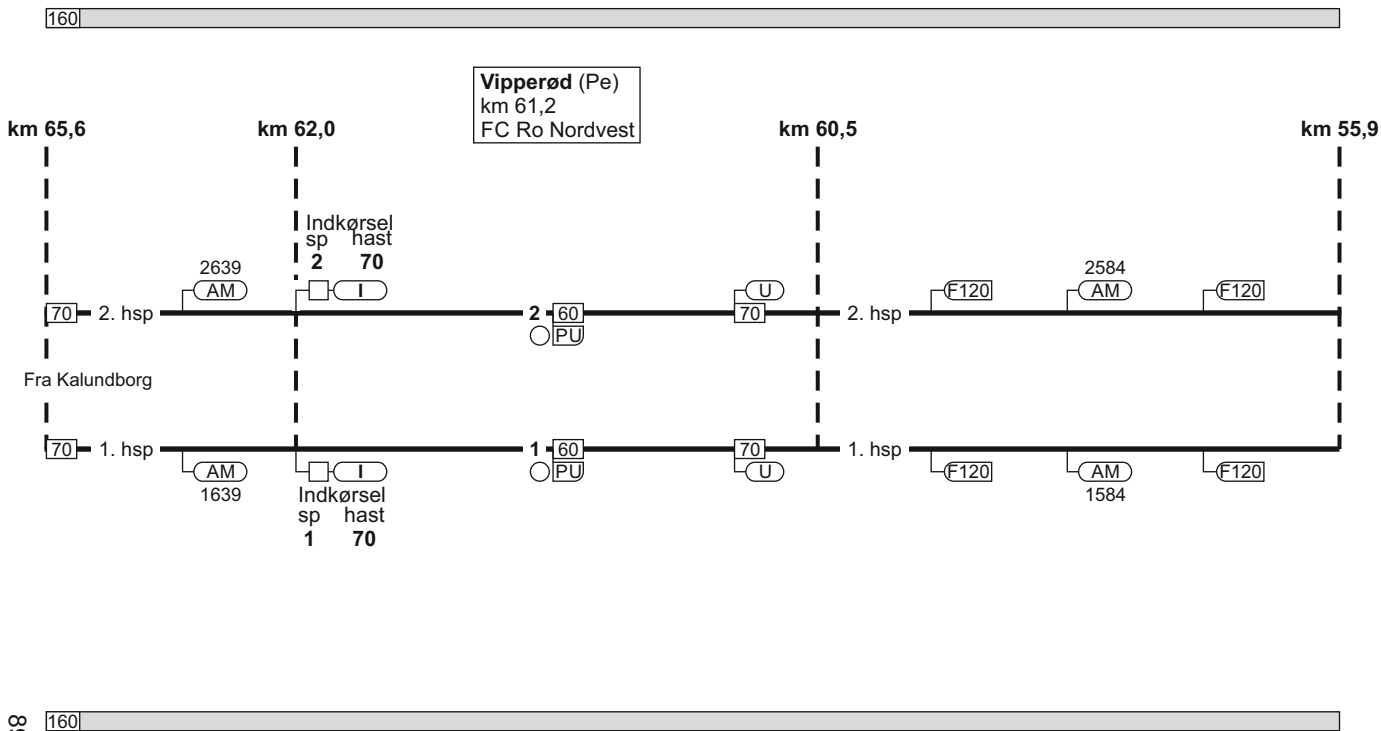 160
Vipperød (Pe)
km 61,2
FC Ro Nordvest
km 65,6
km 62,0
km 60,5
km 55,9
Indkørsel
sp hast
2 70
2639
AM
I
U
F120
2584
AM
F120
70 2. hsp
2 60
70 2. hsp
PU
Fra Kalundborg
70 1. hsp
1 60
70 1. hsp
AM
1639
I
PU
U
F120
AM
1584
F120
Indkørsel
sp hast
1 70
160